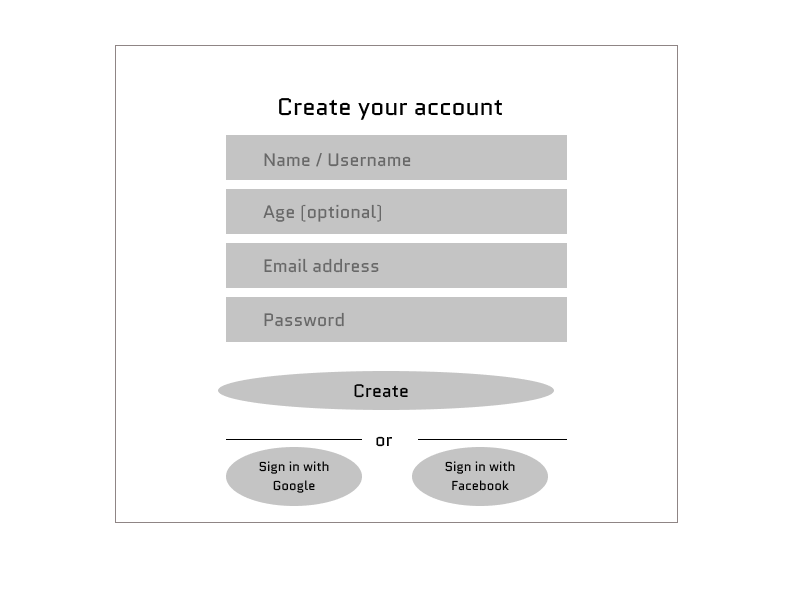 Create your account
Name / Username
Age (optional)
Email address
Password
Create
or
Sign in with
Google
Sign in with
Facebook